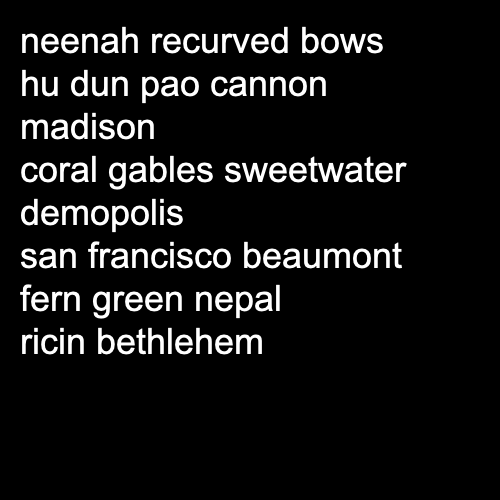 neenah recurved bows
hu dun pao cannon
madison
coral gables sweetwater
demopolis
san francisco beaumont
fern green nepal
ricin bethlehem